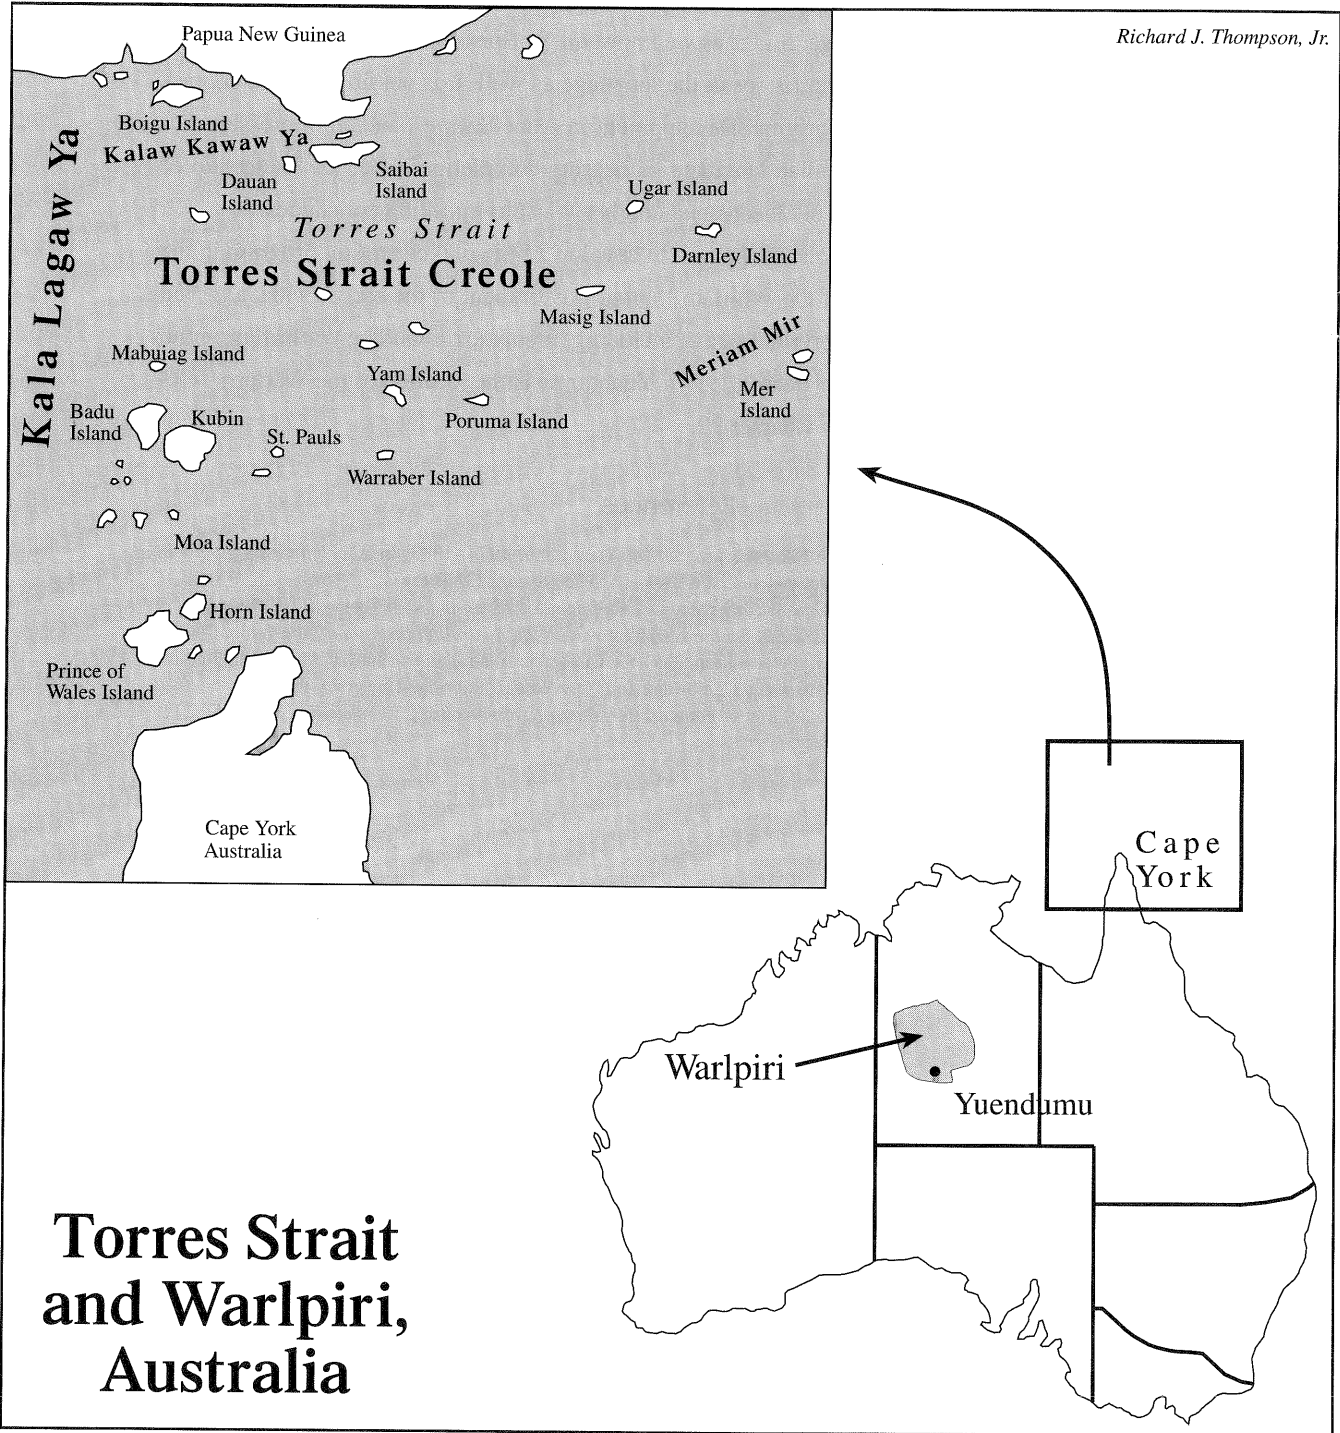 Papua New Guinea
Richard J. Thompson, Jr.
Boigu Island
Kalaw Kawaw Ya
Kala Lagaw Ya
Dauan
Island
Saibai
Island
Ugar Island
Torres Strait
Darnley Island
Torres Strait Creole
Masig Island
Meriam Mir
Mabuiag Island
Yam Island
Mer
Island
Badu
Island
Kubin
Poruma Island
St. Pauls
Warraber Island
Moa Island
Horn Island
Prince of
Wales Island
Cape York
Australia
Cape
York
Warlpiri
Yuendumu
Torres Strait
and Warlpiri,
Australia